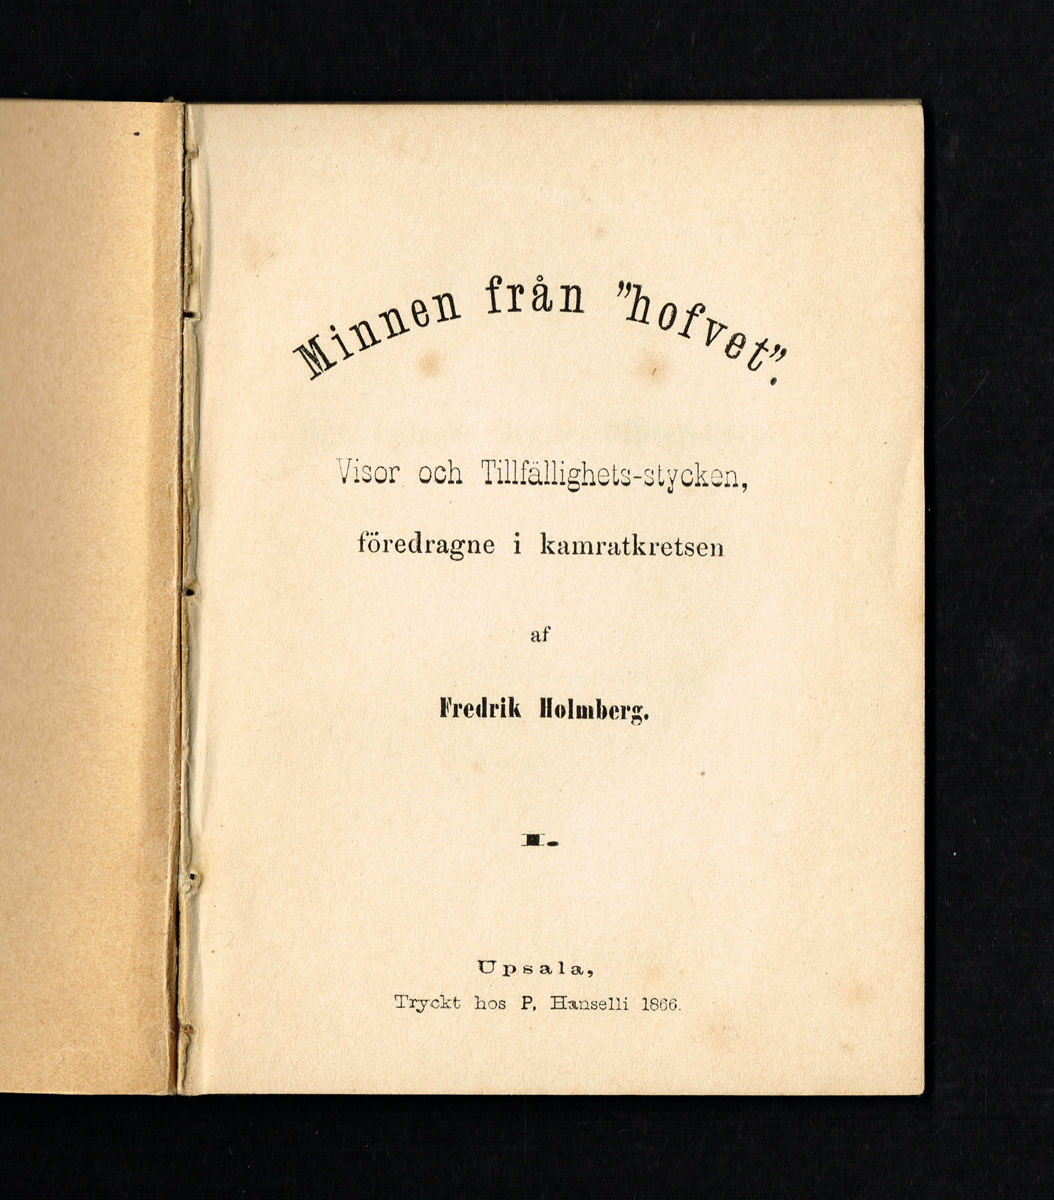 Minnen från ”hofvet”.
Visor och Tillfällighets-stycken,
föredragne i kamratkretsen
af
Fredrik Holmberg.
I.
Upsala,
Tryckt hos P. Hanselli 1866.